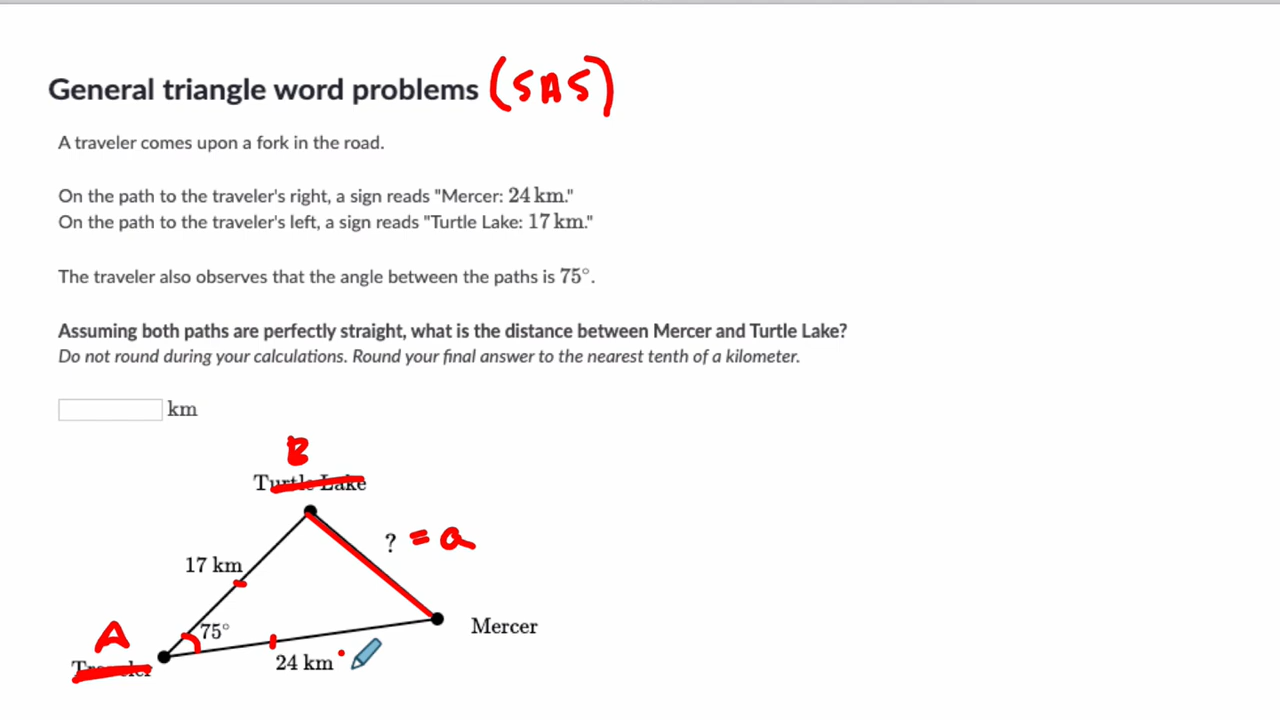 General triangle word problems (SAS)
A traveler comes upon a fork in the road.
On the path to the traveler's right, a sign reads "Mercer: 24 km."
On the path to the traveler's left, a sign reads "Turtle Lake: 17 km."
The traveler also observes that the angle between the paths is 75°.
Assuming both paths are perfectly straight, what is the distance between Mercer and Turtle Lake?
Do not round during your calculations. Round your final answer to the nearest tenth of a kilometer.
km
B
Turtle Lake
? = a
17 km
A
75°
Mercer
24 km
Traveler